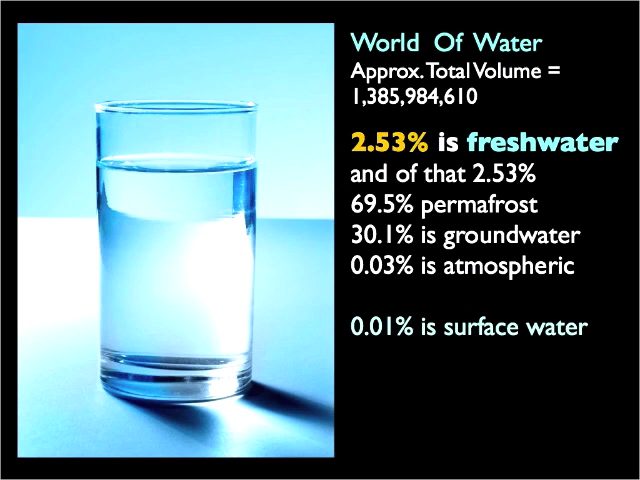 World Of Water
Approx. Total Volume =
1,385,984,610
2.53% is freshwater
and of that 2.53%
69.5% permafrost
30.1% is groundwater
0.03% is atmospheric
0.01% is surface water